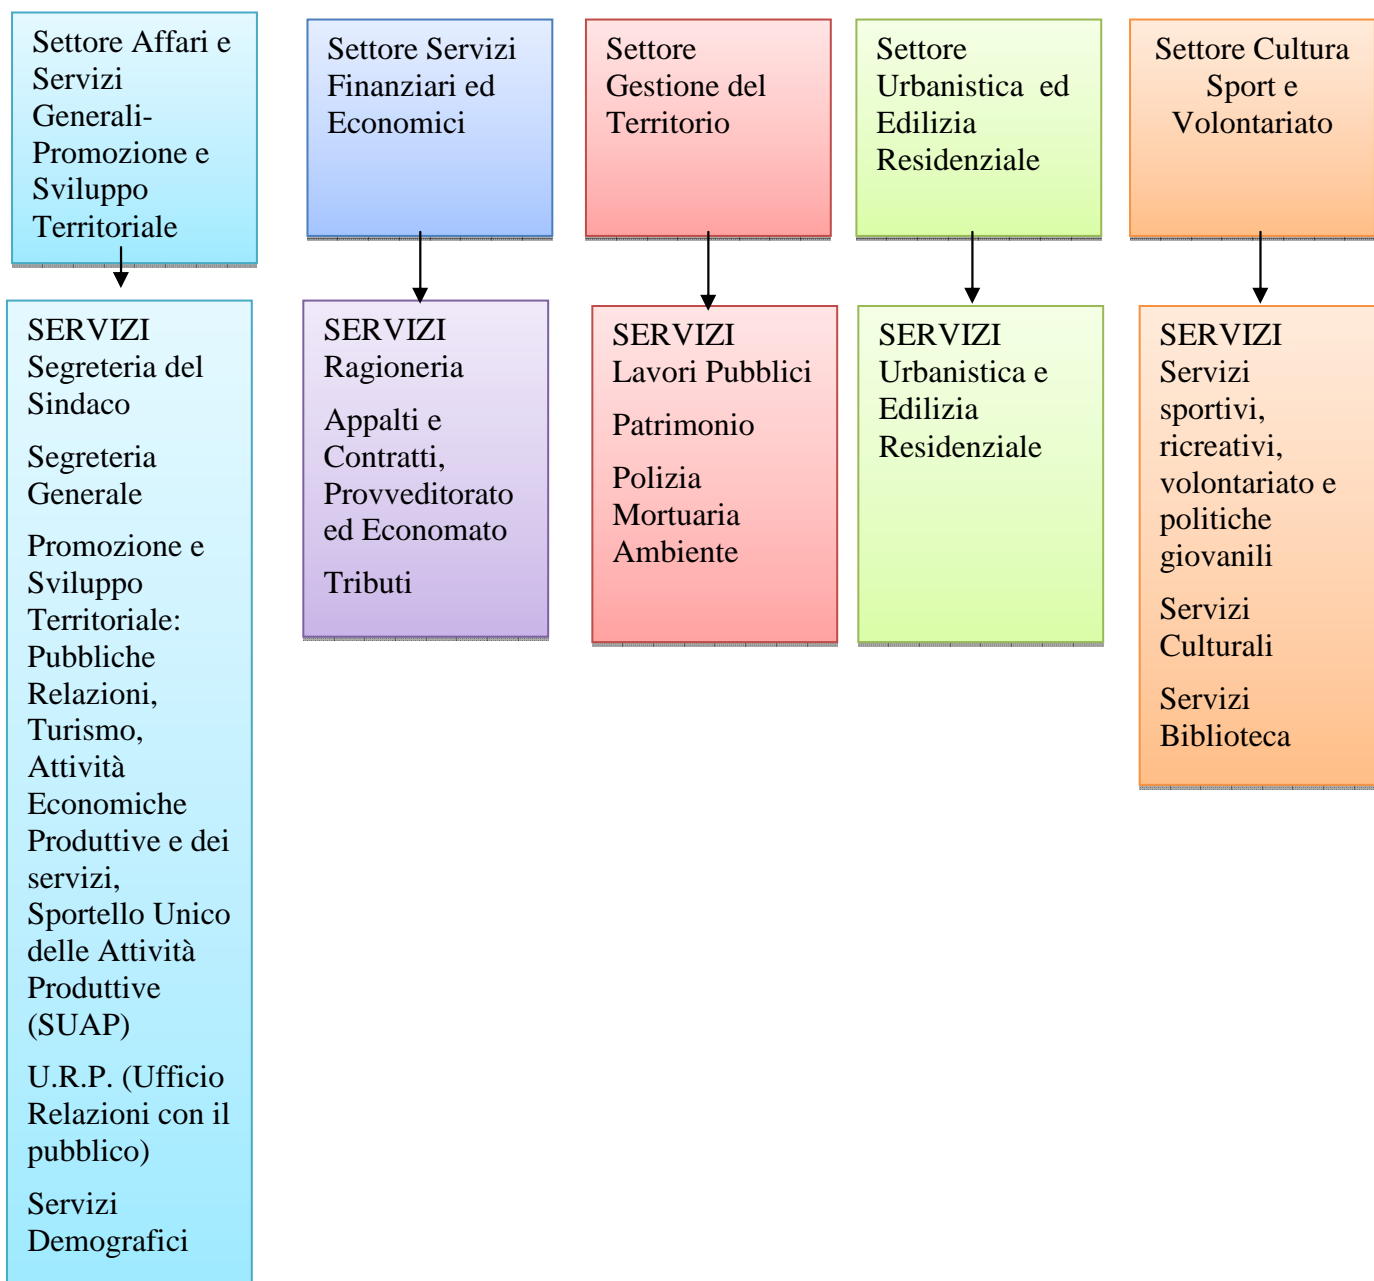 Settore Affari e
Servizi
Generali-
Promozione e
Sviluppo
Territoriale
Settore Servizi
Finanziari ed
Economici
Settore
Gestione del
Territorio
Settore
Urbanistica ed
Edilizia
Residenziale
Settore Cultura
Sport e
Volontariato
SERVIZI
Segreteria del
Sindaco
Segreteria
Generale
Promozione e
Sviluppo
Territoriale:
Pubbliche
Relazioni,
Turismo,
Attività
Economiche
Produttive e dei
servizi,
Sportello Unico
delle Attività
Produttive
(SUAP)
U.R.P. (Ufficio
Relazioni con il
pubblico)
Servizi
Demografici
SERVIZI
Ragioneria
Appalti e
Contratti,
Provveditorato
ed Economato
Tributi
SERVIZI
Lavori Pubblici
Patrimonio
Polizia
Mortuaria
Ambiente
SERVIZI
Urbanistica e
Edilizia
Residenziale
SERVIZI
Servizi
sportivi,
ricreativi,
volontariato e
politiche
giovanili
Servizi
Culturali
Servizi
Biblioteca